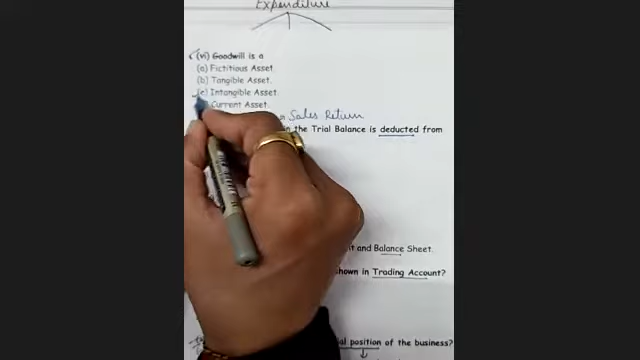 Expenditure
(vi) Goodwill is a
(a) Fictitious Asset.
(b) Tangible Asset.
(c) Intangible Asset.
Current Asset.
Sales Return
in the Trial Balance is deducted from
and Balance Sheet.
shown in Trading Account?
position of the business?